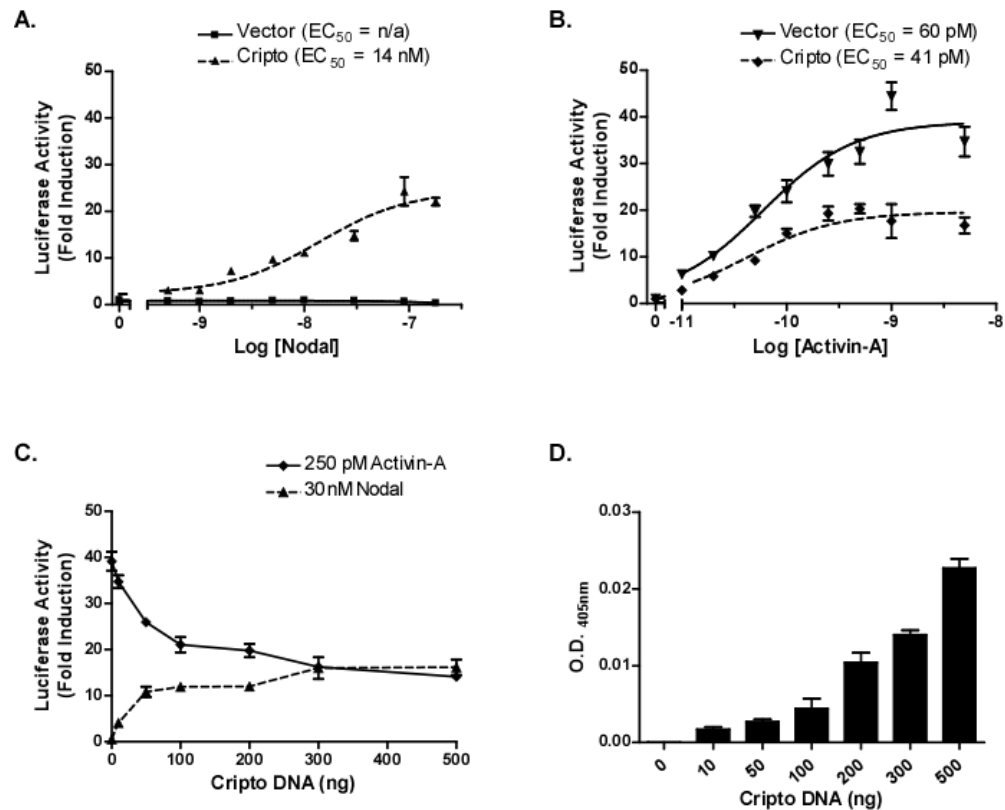 A.
Vector (EC50 = n/a)
Cripto (EC50 = 14 nM)
Luciferase Activity
(Fold Induction)
50
40
30
20
10
0
0
-9
-8
-7
Log [Nodal]
B.
Vector (EC50 = 60 pM)
Cripto (EC50 = 41 pM)
Luciferase Activity
(Fold Induction)
50
40
30
20
10
0
0
-11
-10
-9
-8
Log [Activin-A]
C.
250 pM Activin-A
30nM Nodal
Luciferase Activity
(Fold Induction)
50
40
30
20
10
0
0
100
200
300
400
500
Cripto DNA (ng)
D.
O.D. 405nm
0.03
0.02
0.01
0.00
0
10
50
100
200
300
500
Cripto DNA (ng)